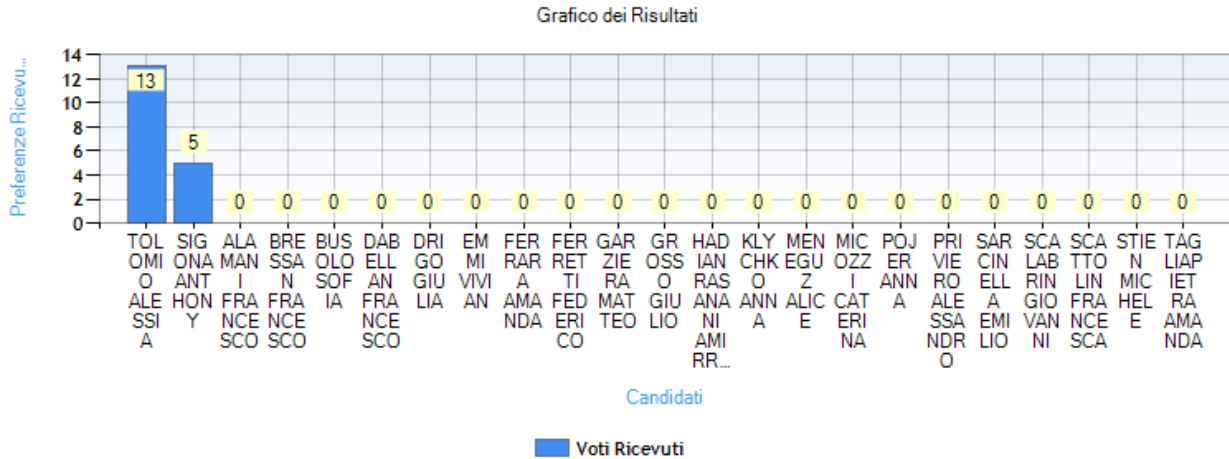 Grafico dei Risultati
Preferenze Ricevu...
14
12
10
8
6
4
2
0
13
5
0 0 0 0 0 0 0 0 0 0 0 0 0 0 0 0 0 0 0 0 0
TOL OMI O ALE SSI A
SIG ONA ANT HON Y
ALA MAN I FRA NCE SCO
BRE SSA N FRA NCE SCO
BUS OLO SOF IA
DAB ELL AN FRA NCE SCO
DRI GO GIU LIA
EM MI VIVI AN
FER RAR A AMA NDA
FER RET TI FED ERI CO
GAR ZIE RA MAT TEO
GR OSS O GIU LIO
HAD IAN RAS ANA NI AMI RR...
KLY CHK O ANN A
MEN EGU Z ALIC E
MIC OZZ I CAT ERI NA
POJ ER ANN A
PRI VIE RO ALE SSA NDR O
SAR CIN ELL A EMI LIO
SCA LAB RIN GIO VAN NI
SCA TTO LIN FRA NCE SCA
STIE N MIC HEL E
TAG LIAP IET RA AMA NDA
Candidati
Voti Ricevuti